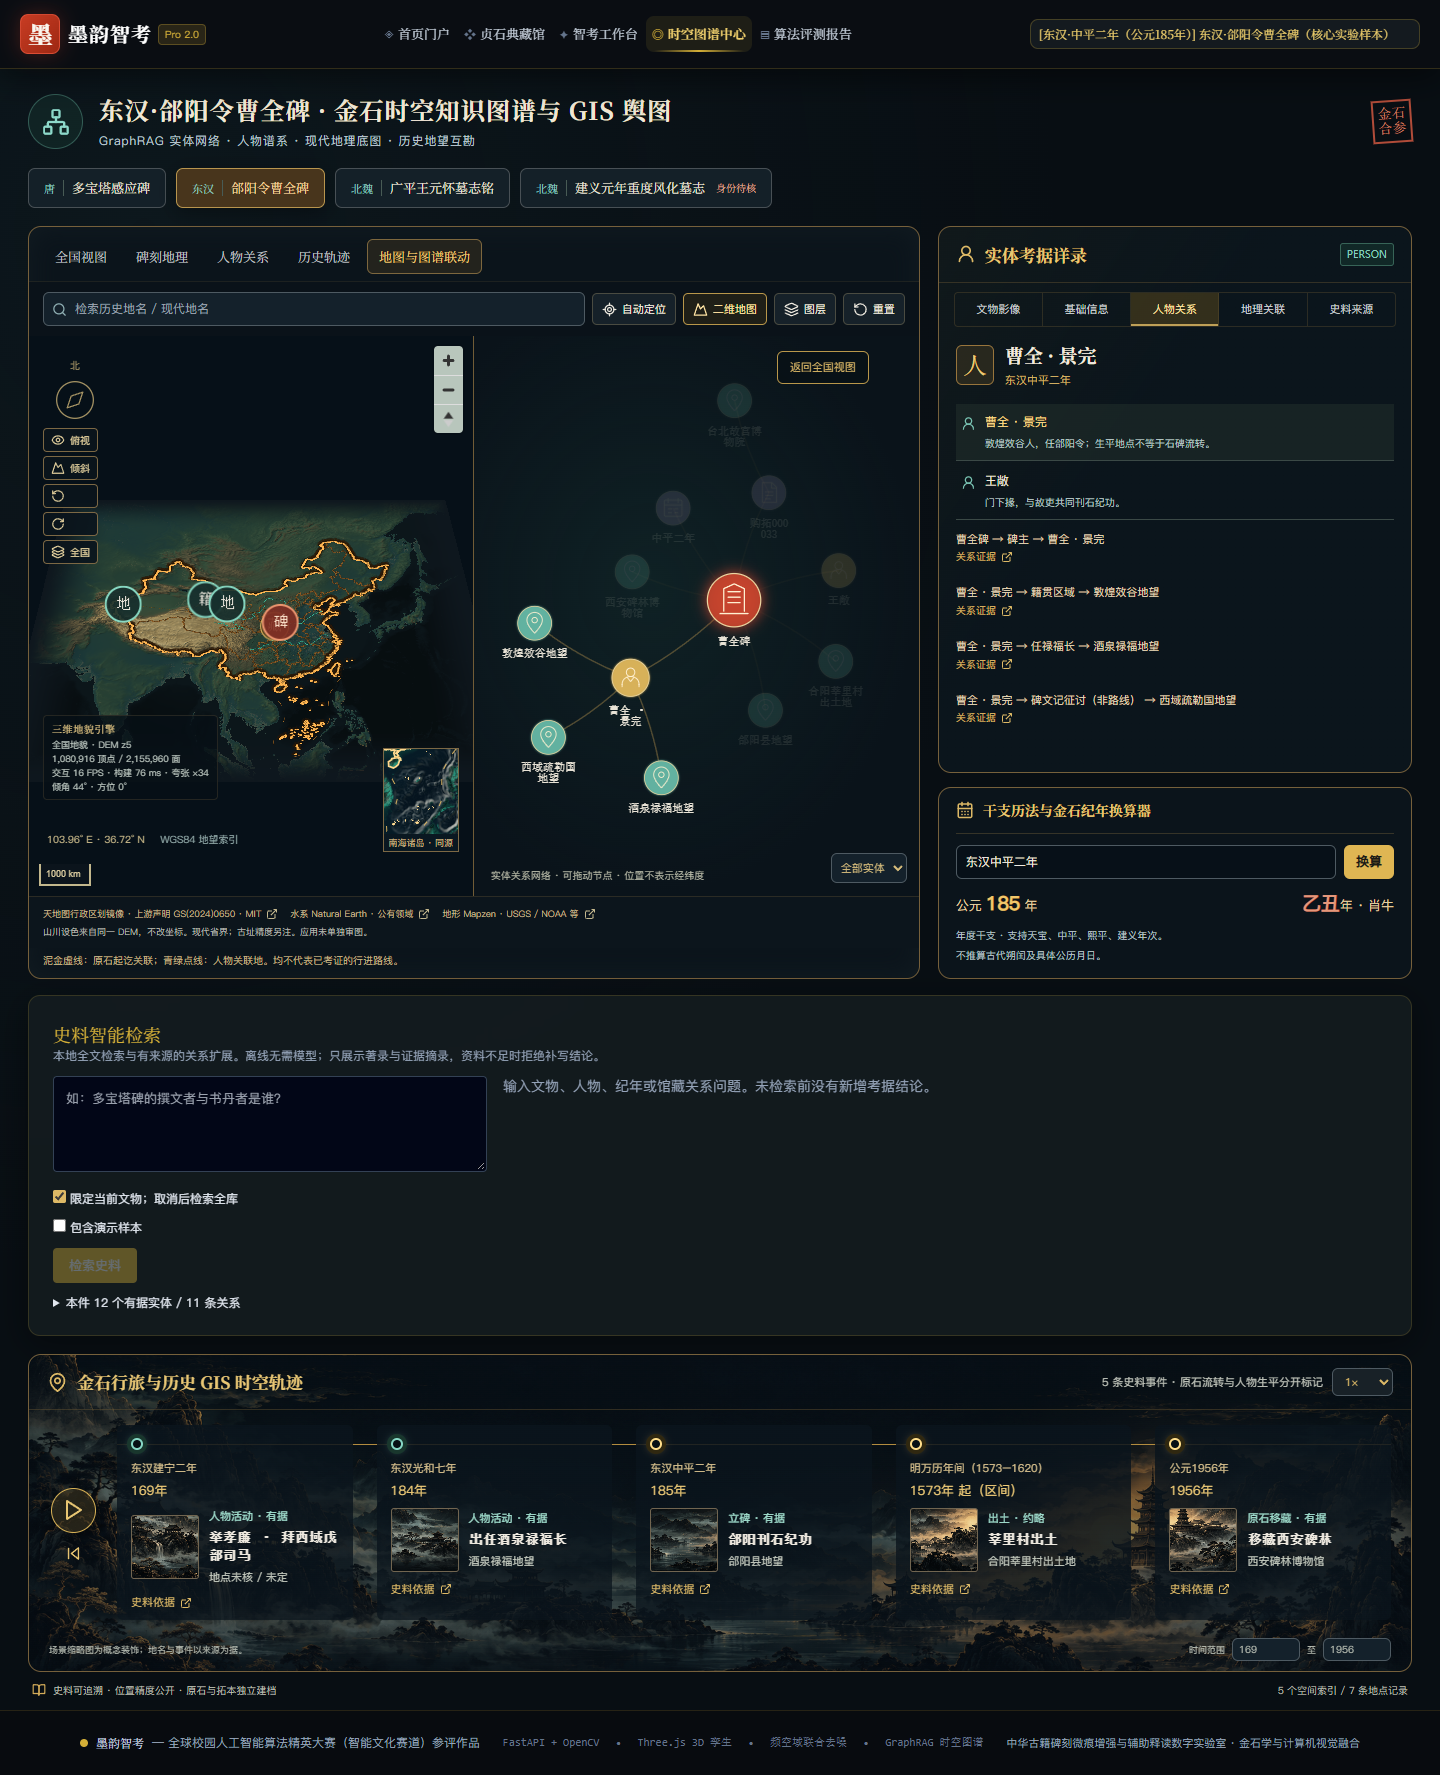 墨 墨韵智考 Pro 2.0
首页门户 贞石典藏馆 智考工作台 时空图谱中心 算法评测报告
[东汉·中平二年（公元185年）] 东汉·郃阳令曹全碑（核心实验样本）
东汉·郃阳令曹全碑 · 金石时空知识图谱与 GIS 舆图
GraphRAG 实体网络 · 人物谱系 · 现代地理底图 · 历史地望互勘
金石
合参
唐 多宝塔感应碑
东汉 郃阳令曹全碑
北魏 广平王元怀墓志铭
北魏 建义元年重度风化墓志 身份待核
全国视图 碑刻地理 人物关系 历史轨迹 地图与图谱联动
检索历史地名 / 现代地名
自动定位 二维地图 图层 重置
北
俯视
倾斜
全国
地 籍 地 碑
三维地貌引擎
全国地貌 · DEM z5
1,080,916 顶点 / 2,155,960 面
交互 16 FPS · 构建 76 ms · 夸张 ×34
倾角 44° · 方位 0°
南海诸岛 · 同源
103.96° E · 36.72° N WGS84 地望索引
1000 km
返回全国视图
台北故宫博
物院
中平二年
西安碑林博
物馆
王敞
曹全碑
敦煌效谷地望
曹全 ·
景完
合阳莘里村
出土地
郃阳县地望
西域疏勒国
地望
酒泉禄福地望
实体关系网络 · 可拖动节点 · 位置不表示经纬度
全部实体
天地图行政区划镜像 · 上游声明 GS(2024)0650 · MIT 水系 Natural Earth · 公有领域 地形 Mapzen · USGS / NOAA 等
山川设色来自同一 DEM，不改坐标。现代省界；古址精度另注。应用未单独审图。
泥金虚线：原石起讫关联；青绿点线：人物关联地。均不代表已考证的行进路线。
实体考据详录 PERSON
文物影像 基础信息 人物关系 地理关联 史料来源
人 曹全 · 景完
东汉中平二年
曹全 · 景完
敦煌效谷人，任郃阳令；生平地点不等于石碑流转。
王敞
门下掾，与故吏共同刊石纪功。
曹全碑 → 碑主 → 曹全 · 景完
关系证据
曹全 · 景完 → 籍贯区域 → 敦煌效谷地望
关系证据
曹全 · 景完 → 任禄福长 → 酒泉禄福地望
关系证据
曹全 · 景完 → 碑文记征讨（非路线） → 西域疏勒国地望
关系证据
干支历法与金石纪年换算器
东汉中平二年 换算
公元 185 年 乙丑年 · 肖牛
年度干支 · 支持天宝、中平、熙平、建义年次。
不推算古代朔闰及具体公历月日。
史料智能检索
本地全文检索与有来源的关系扩展。离线无需模型；只展示著录与证据摘录，资料不足时拒绝补写结论。
如：多宝塔碑的撰文者与书丹者是谁？
输入文物、人物、纪年或馆藏关系问题。未检索前没有新增考据结论。
限定当前文物；取消后检索全库
包含演示样本
检索史料
本件 12 个有据实体 / 11 条关系
金石行旅与历史 GIS 时空轨迹
5 条史料事件 · 原石流转与人物生平分开标记 1×
东汉建宁二年
169年
人物活动 · 有据
举孝廉 · 拜西域戊
部司马
地点未核 / 未定
史料依据
东汉光和七年
184年
人物活动 · 有据
出任酒泉禄福长
酒泉禄福地望
史料依据
东汉中平二年
185年
立碑 · 有据
郃阳刊石纪功
郃阳县地望
史料依据
明万历年间（1573—1620）
1573年 起（区间）
出土 · 约略
莘里村出土
合阳莘里村出土地
史料依据
公元1956年
1956年
原石移藏 · 有据
移藏西安碑林
西安碑林博物馆
史料依据
场景缩略图为概念装饰；地名与事件以来源为据。
时间范围 169 至 1956
史料可追溯 · 位置精度公开 · 原石与拓本独立建档
5 个空间索引 / 7 条地点记录
墨韵智考 — 全球校园人工智能算法精英大赛（智能文化赛道）参评作品 FastAPI + OpenCV • Three.js 3D 孪生 • 频空域联合去噪 • GraphRAG 时空图谱 中华古籍碑刻微痕增强与辅助释读数字实验室 · 金石学与计算机视觉融合